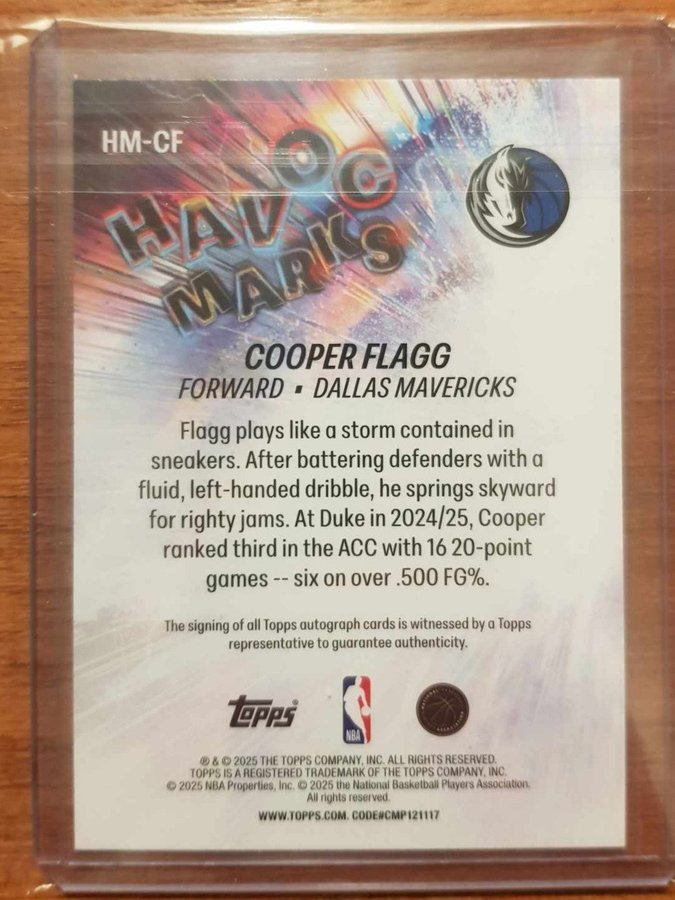 HM-CF
HAVOC
MARKS
COOPER FLAGG
FORWARD ▪ DALLAS MAVERICKS
Flagg plays like a storm contained in
sneakers. After battering defenders with a
fluid, left-handed dribble, he springs skyward
for righty jams. At Duke in 2024/25, Cooper
ranked third in the ACC with 16 20-point
games -- six on over .500 FG%.
The signing of all Topps autograph cards is witnessed by a Topps
representative to guarantee authenticity.
topps®
NBA
® & © 2025 THE TOPPS COMPANY, INC. ALL RIGHTS RESERVED.
TOPPS IS A REGISTERED TRADEMARK OF THE TOPPS COMPANY, INC.
© 2025 NBA Properties, Inc. © 2025 the National Basketball Players Association.
All rights reserved.
WWW.TOPPS.COM. CODE#CMP121117